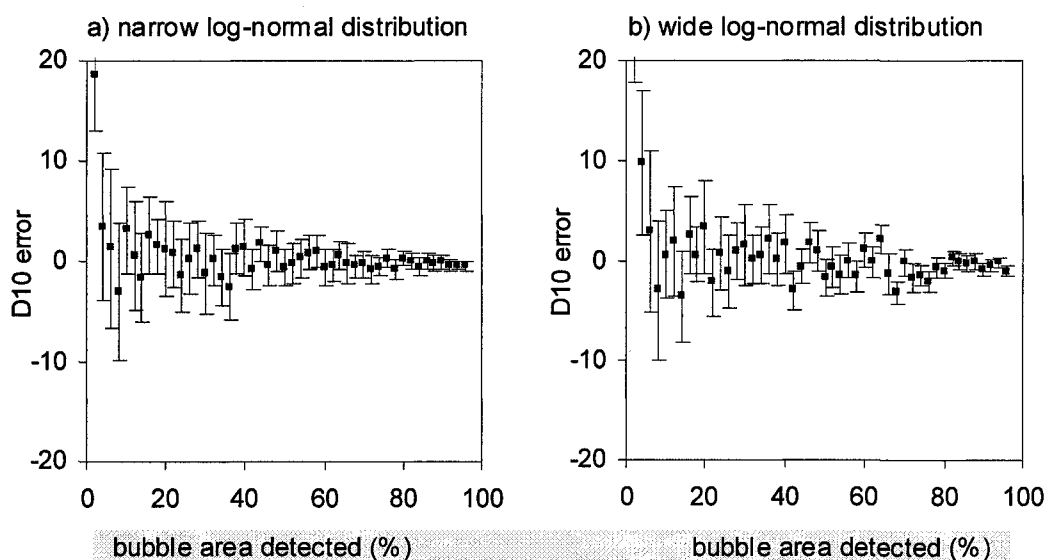 a) narrow log-normal distribution
20
10
0
-10
-20
D10 error
0 20 40 60 80 100
bubble area detected (%)
b) wide log-normal distribution
20
10
0
-10
-20
D10 error
0 20 40 60 80 100
bubble area detected (%)